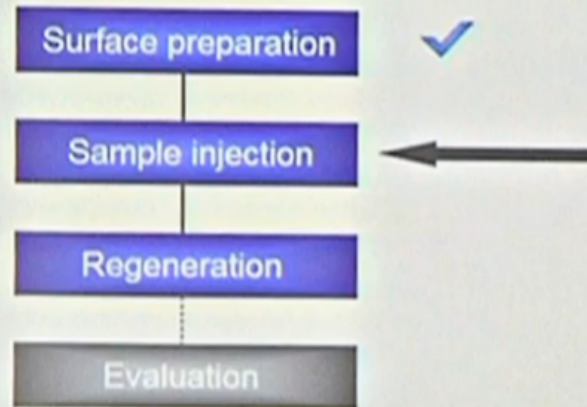 Surface preparation
Sample injection
Regeneration
Evaluation